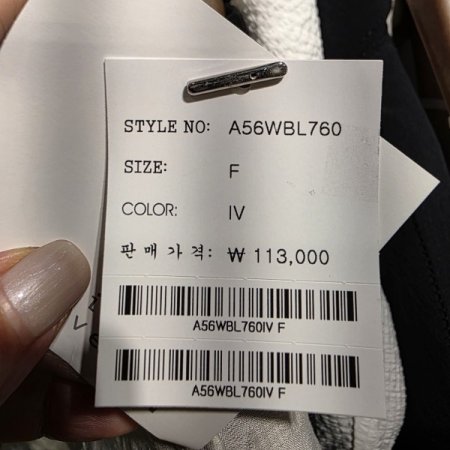 STYLE NO: A56WBL760
SIZE: F
COLOR: IV
판매가격: ₩ 113,000
A56WBL760IV F
A56WBL760IV F